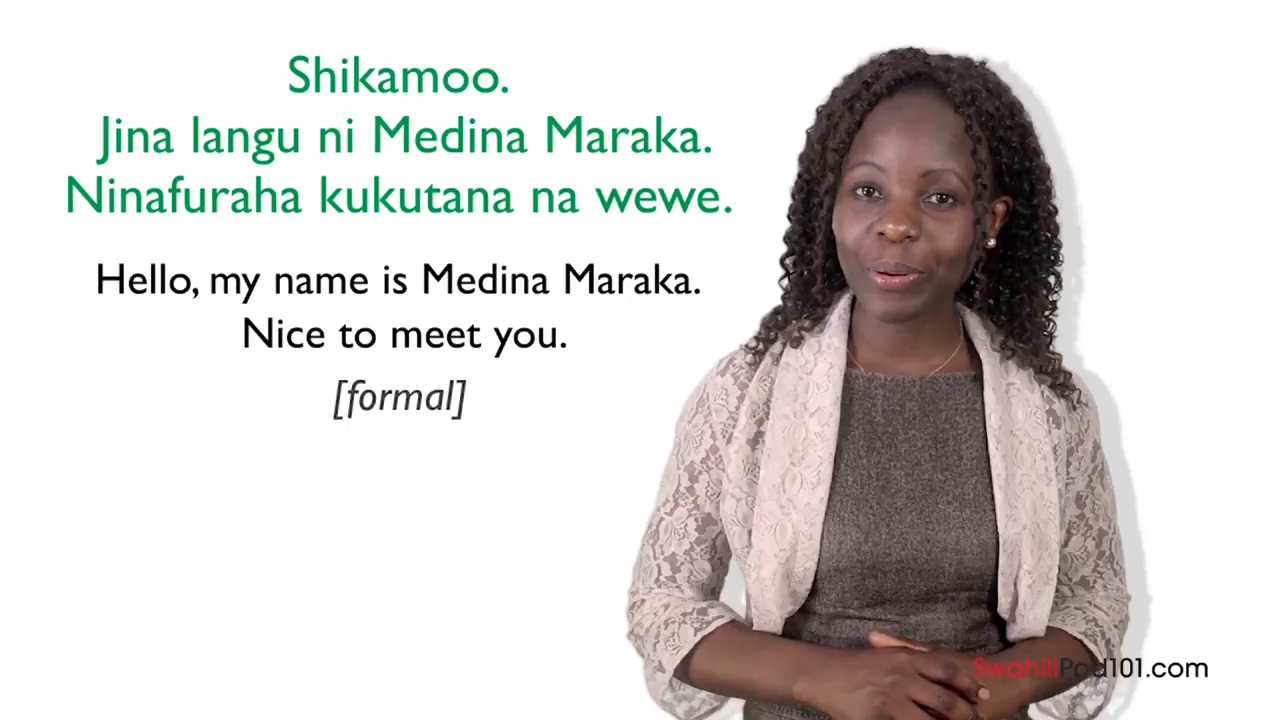 Shikamoo.
Jina langu ni Medina Maraka.
Ninafuraha kukutana na wewe.
Hello, my name is Medina Maraka.
Nice to meet you.
[formal]
SwahiliPod101.com